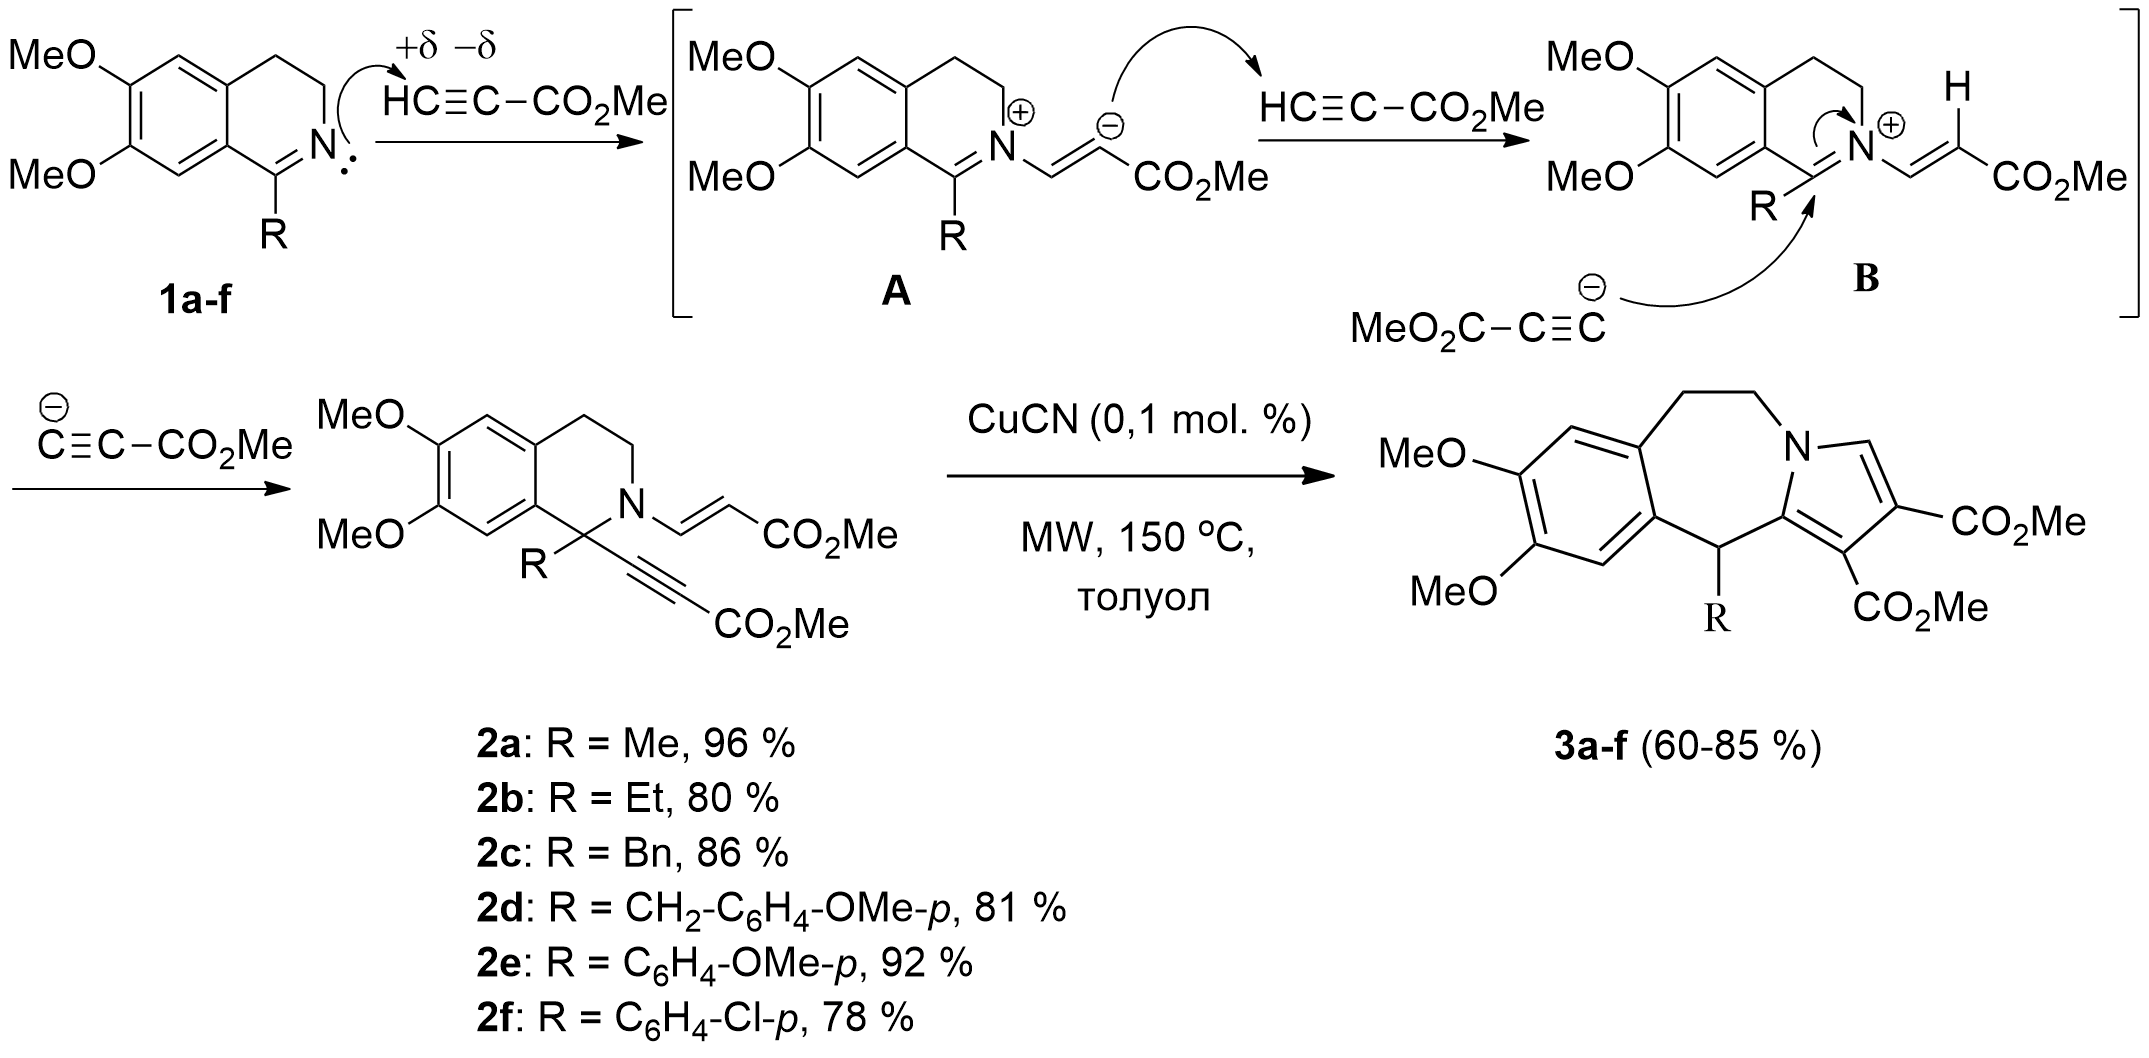 +δ −δ
MeO
MeO
N
R
HC≡C−CO₂Me
1a-f
MeO
MeO
N
⊕
⊖
CO₂Me
R
A
HC≡C−CO₂Me
MeO
MeO
N
⊕
H
CO₂Me
R
B
⊖
MeO₂C−C≡C
⊖
C≡C−CO₂Me
MeO
MeO
N
CO₂Me
R
CO₂Me
CuCN (0,1 mol. %)
MW, 150 ºC,
толуол
MeO
MeO
N
CO₂Me
CO₂Me
R
2a: R = Me, 96 %
2b: R = Et, 80 %
2c: R = Bn, 86 %
2d: R = CH₂-C₆H₄-OMe-p, 81 %
2e: R = C₆H₄-OMe-p, 92 %
2f: R = C₆H₄-Cl-p, 78 %
3a-f (60-85 %)